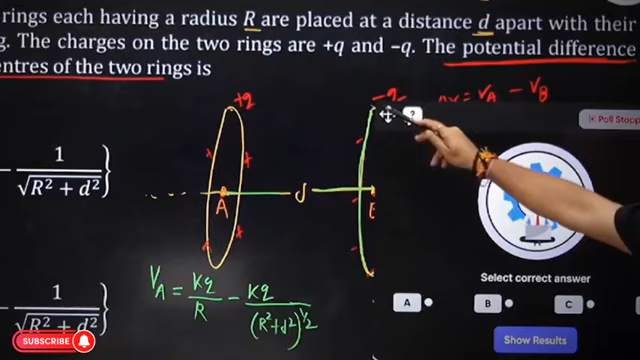 rings each having a radius R are placed at a distance d apart with their
g. The charges on the two rings are +q and −q. The potential difference
centres of the two rings is
+q
-q-
ΔV = VA - VB
? Poll Stopp
− 1/√(R² + d²)}
A
d
VA = Kq/R - Kq/(R²+d²)^1/2
Select correct answer
A B C
1/√(R² + d²)}
Show Results
SUBSCRIBE